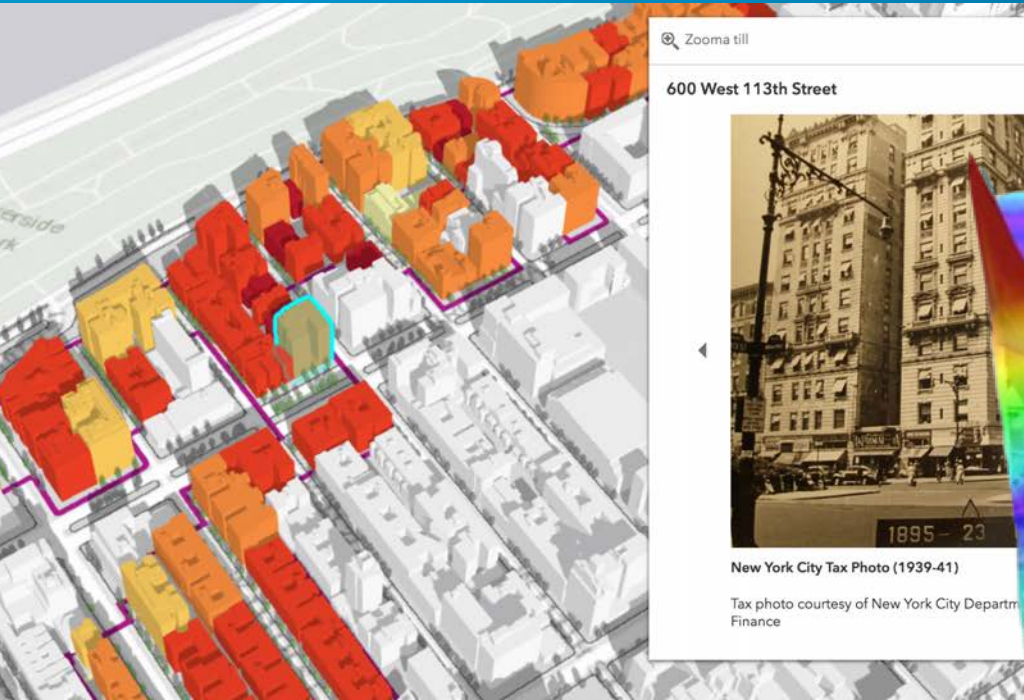 Zooma till
600 West 113th Street
erside
rk
1895- 23
New York City Tax Photo (1939-41)
Tax photo courtesy of New York City Departm
Finance